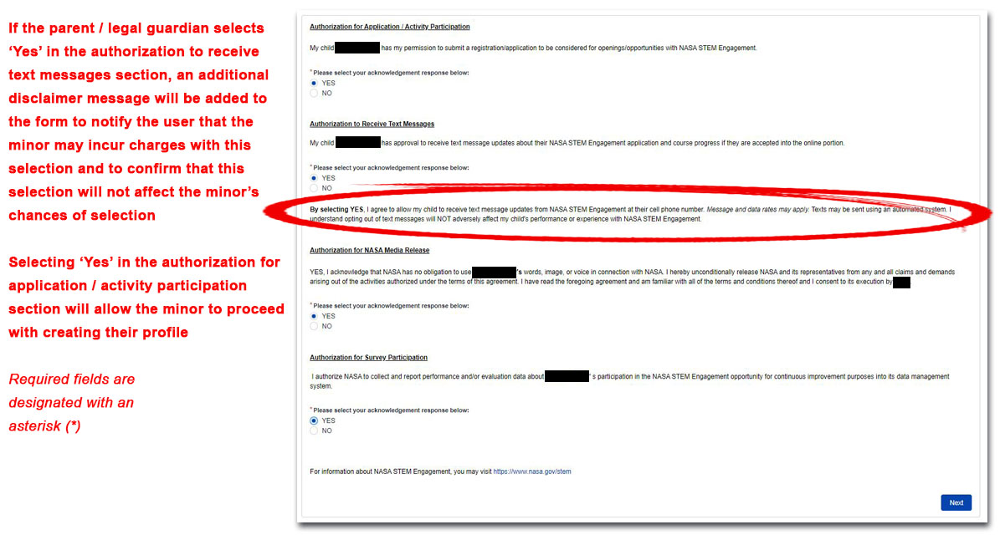 If the parent / legal guardian selects
‘Yes’ in the authorization to receive
text messages section, an additional
disclaimer message will be added to
the form to notify the user that the
minor may incur charges with this
selection and to confirm that this
selection will not affect the minor’s
chances of selection
Selecting ‘Yes’ in the authorization for
application / activity participation
section will allow the minor to proceed
with creating their profile
Required fields are
designated with an
asterisk (*)
Authorization for Application / Activity Participation
My child has my permission to submit a registration/application to be considered for openings/opportunities with NASA STEM Engagement.
* Please select your acknowledgement response below:
YES
NO
Authorization to Receive Text Messages
My child has approval to receive text message updates about their NASA STEM Engagement application and course progress if they are accepted into the online portion.
* Please select your acknowledgement response below:
YES
NO
By selecting YES, I agree to allow my child to receive text message updates from NASA STEM Engagement at their cell phone number. Message and data rates may apply. Texts may be sent using an automated system. I
understand opting out of text messages will NOT adversely affect my child's performance or experience with NASA STEM Engagement.
Authorization for NASA Media Release
YES, I acknowledge that NASA has no obligation to use 's words, image, or voice in connection with NASA. I hereby unconditionally release NASA and its representatives from any and all claims and demands
arising out of the activities authorized under the terms of this agreement. I have read the foregoing agreement and am familiar with all of the terms and conditions thereof and I consent to its execution by
* Please select your acknowledgement response below:
YES
NO
Authorization for Survey Participation
I authorize NASA to collect and report performance and/or evaluation data about ' s participation in the NASA STEM Engagement opportunity for continuous improvement purposes into its data management
system.
* Please select your acknowledgement response below:
YES
NO
For information about NASA STEM Engagement, you may visit https://www.nasa.gov/stem
Next